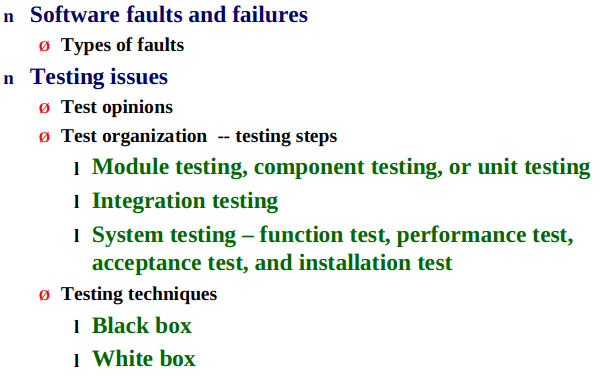 n Software faults and failures
Ø Types of faults
n Testing issues
Ø Test opinions
Ø Test organization -- testing steps
l Module testing, component testing, or unit testing
l Integration testing
l System testing – function test, performance test,
acceptance test, and installation test
Ø Testing techniques
l Black box
l White box